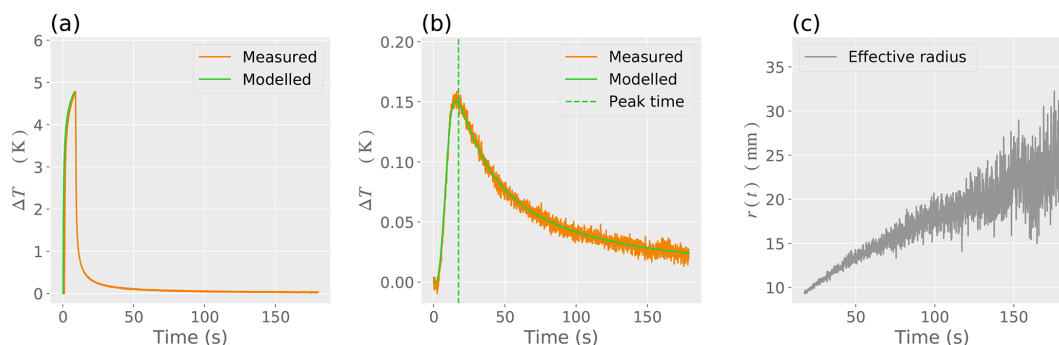 (a)
ΔT (K)
6
5
4
3
2
1
0
Measured
Modelled
0 50 100 150
Time (s)
(b)
ΔT (K)
0.20
0.15
0.10
0.05
0.00
Measured
Modelled
Peak time
0 50 100 150
Time (s)
(c)
r(t) (mm)
35
30
25
20
15
10
Effective radius
50 100 150
Time (s)